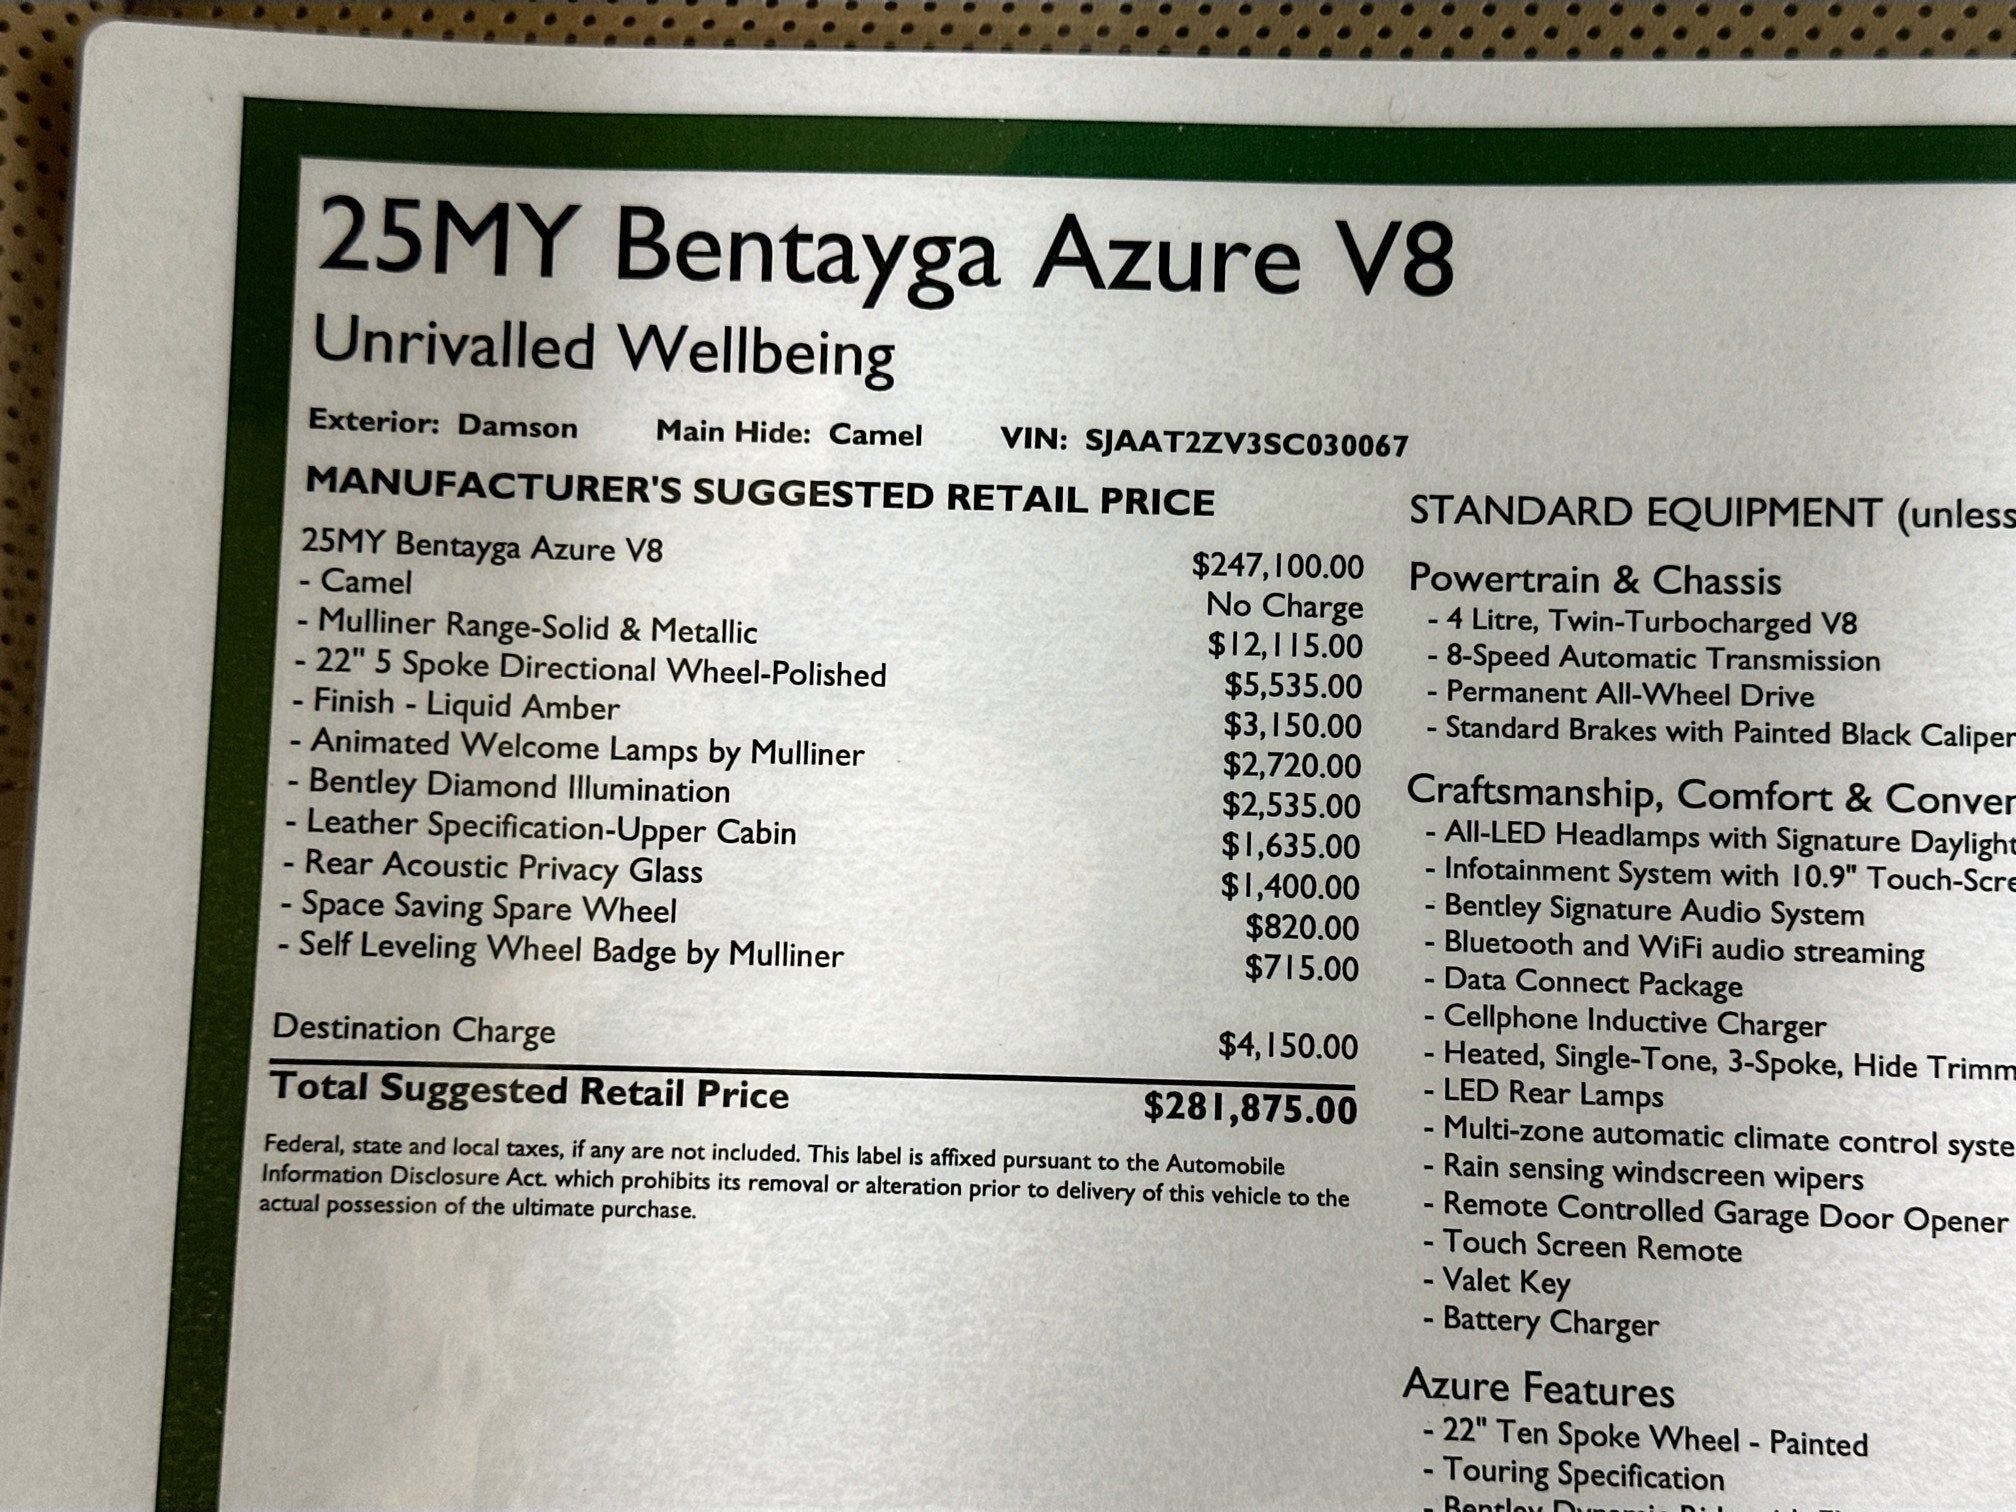 25MY Bentayga Azure V8
Unrivalled Wellbeing
Exterior: Damson Main Hide: Camel VIN: SJAAT2ZV3SC030067
MANUFACTURER'S SUGGESTED RETAIL PRICE
25MY Bentayga Azure V8 $247,100.00
- Camel No Charge
- Mulliner Range-Solid & Metallic $12,115.00
- 22" 5 Spoke Directional Wheel-Polished $5,535.00
- Finish - Liquid Amber $3,150.00
- Animated Welcome Lamps by Mulliner $2,720.00
- Bentley Diamond Illumination $2,535.00
- Leather Specification-Upper Cabin $1,635.00
- Rear Acoustic Privacy Glass $1,400.00
- Space Saving Spare Wheel $820.00
- Self Leveling Wheel Badge by Mulliner $715.00
Destination Charge $4,150.00
Total Suggested Retail Price $281,875.00
Federal, state and local taxes, if any are not included. This label is affixed pursuant to the Automobile
Information Disclosure Act. which prohibits its removal or alteration prior to delivery of this vehicle to the
actual possession of the ultimate purchase.
STANDARD EQUIPMENT (unless
Powertrain & Chassis
- 4 Litre, Twin-Turbocharged V8
- 8-Speed Automatic Transmission
- Permanent All-Wheel Drive
- Standard Brakes with Painted Black Caliper
Craftsmanship, Comfort & Conver
- All-LED Headlamps with Signature Daylight
- Infotainment System with 10.9" Touch-Scre
- Bentley Signature Audio System
- Bluetooth and WiFi audio streaming
- Data Connect Package
- Cellphone Inductive Charger
- Heated, Single-Tone, 3-Spoke, Hide Trimm
- LED Rear Lamps
- Multi-zone automatic climate control syste
- Rain sensing windscreen wipers
- Remote Controlled Garage Door Opener
- Touch Screen Remote
- Valet Key
- Battery Charger
Azure Features
- 22" Ten Spoke Wheel - Painted
- Touring Specification
- Bentley Dynamic